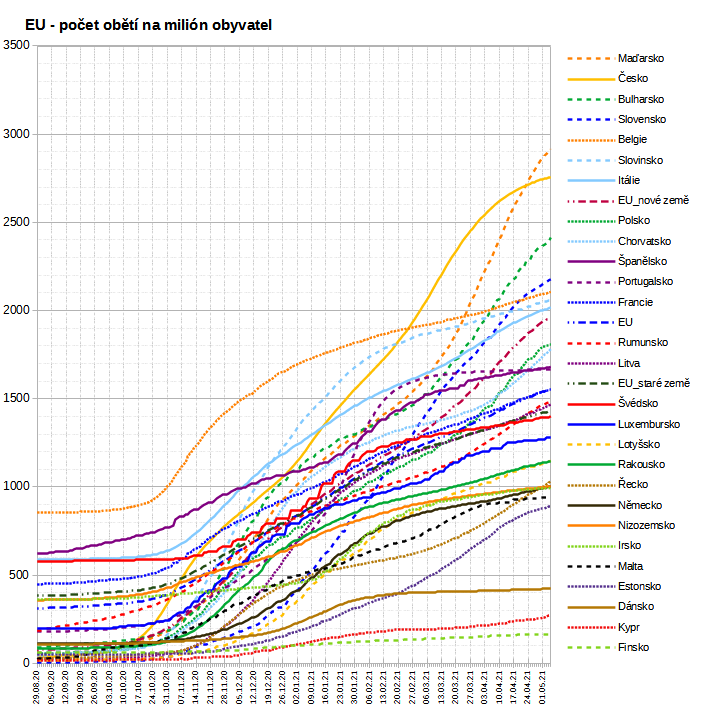 EU - počet obětí na milión obyvatel
3500
3000
2500
2000
1500
1000
500
0
Maďarsko
Česko
Bulharsko
Slovensko
Belgie
Slovinsko
Itálie
EU_nové země
Polsko
Chorvatsko
Španělsko
Portugalsko
Francie
EU
Rumunsko
Litva
EU_staré země
Švédsko
Luxembursko
Lotyšsko
Rakousko
Řecko
Německo
Nizozemsko
Irsko
Malta
Estonsko
Dánsko
Kypr
Finsko
29.08.20
05.09.20
12.09.20
19.09.20
26.09.20
03.10.20
10.10.20
17.10.20
24.10.20
31.10.20
07.11.20
14.11.20
21.11.20
28.11.20
05.12.20
12.12.20
19.12.20
26.12.20
02.01.21
09.01.21
16.01.21
23.01.21
30.01.21
06.02.21
13.02.21
20.02.21
27.02.21
06.03.21
13.03.21
20.03.21
27.03.21
03.04.21
10.04.21
17.04.21
24.04.21
01.05.21